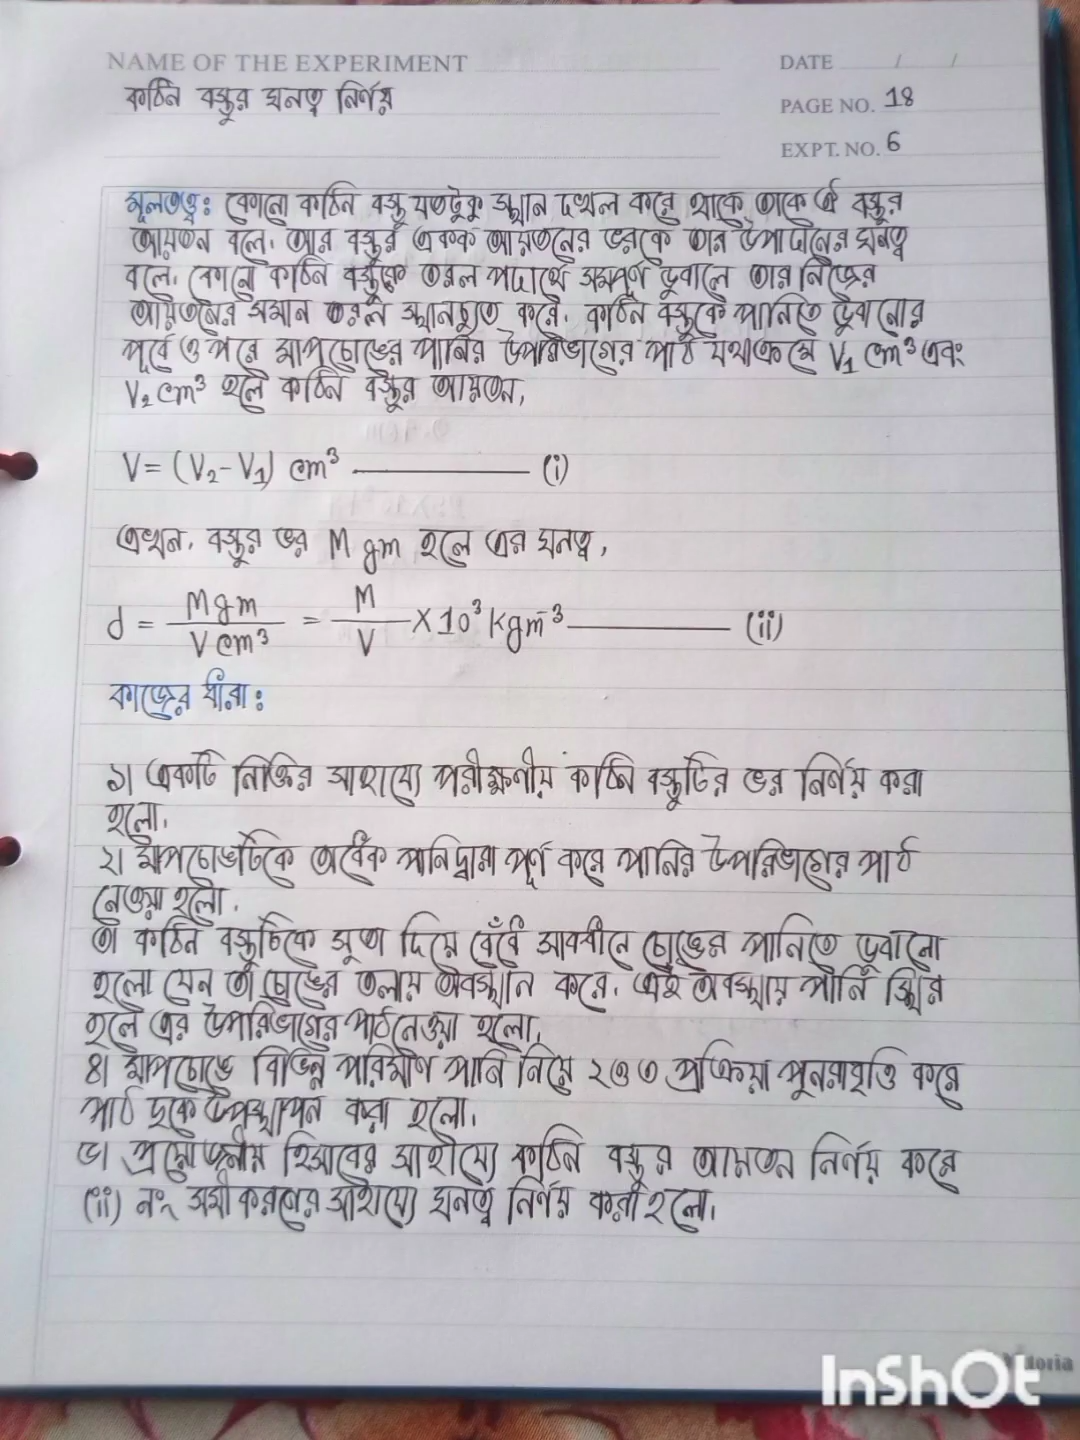 NAME OF THE EXPERIMENT
কঠিন বস্তুর ঘনত্ব নির্ণয়
DATE / /
PAGE NO. 18
EXPT. NO. 6
মূলতত্ত্ব: কোনো কঠিন বস্তু যতটুকু স্থান দখল করে থাকে তাকে ঐ বস্তুর
আয়তন বলে। আর বস্তুর একক আয়তনের ভরকে তার উপাদানের ঘনত্ব
বলে। কোনো কঠিন বস্তুকে তরল পদার্থে সম্পূর্ণ ডুবালে তার নিজের
আয়তনের সমান তরল স্থানচ্যুত করে। কঠিন বস্তুকে পানিতে ডুবানোর
পূর্বে ও পরে মাপচোঙের পানির উপরিভাগের পাঠ যথাক্রমে V₁ cm³ এবং
V₂ cm³ হলে কঠিন বস্তুর আয়তন,
V = (V₂ - V₁) cm³ ——— (i)
এখন, বস্তুর ভর M gm হলে এর ঘনত্ব,
d = M gm / V cm³ = M / V × 10³ kgm⁻³ ——— (ii)
কাজের ধারা:
১। একটি নিক্তির সাহায্যে পরীক্ষণীয় কঠিন বস্তুটির ভর নির্ণয় করা
হলো।
২। মাপচোঙটিকে অর্ধেক পানিদ্বারা পূর্ণ করে পানির উপরিভাগের পাঠ
নেওয়া হলো।
৩। কঠিন বস্তুটিকে সুতা দিয়ে বেঁধে সাবধানে চোঙের পানিতে ডুবানো
হলো যেন তা চোঙের তলায় অবস্থান করে। এই অবস্থায় পানি স্থির
হলে এর উপরিভাগের পাঠ নেওয়া হলো।
৪। মাপচোঙে বিভিন্ন পরিমাণ পানি নিয়ে ২ ও ৩ প্রক্রিয়া পুনরাবৃত্তি করে
পাঠ ছকে উপস্থাপন করা হলো।
৫। প্রয়োজনীয় হিসাবের সাহায্যে কঠিন বস্তুর আয়তন নির্ণয় করে
(ii) নং সমীকরণের সাহায্যে ঘনত্ব নির্ণয় করা হলো।
InShOt